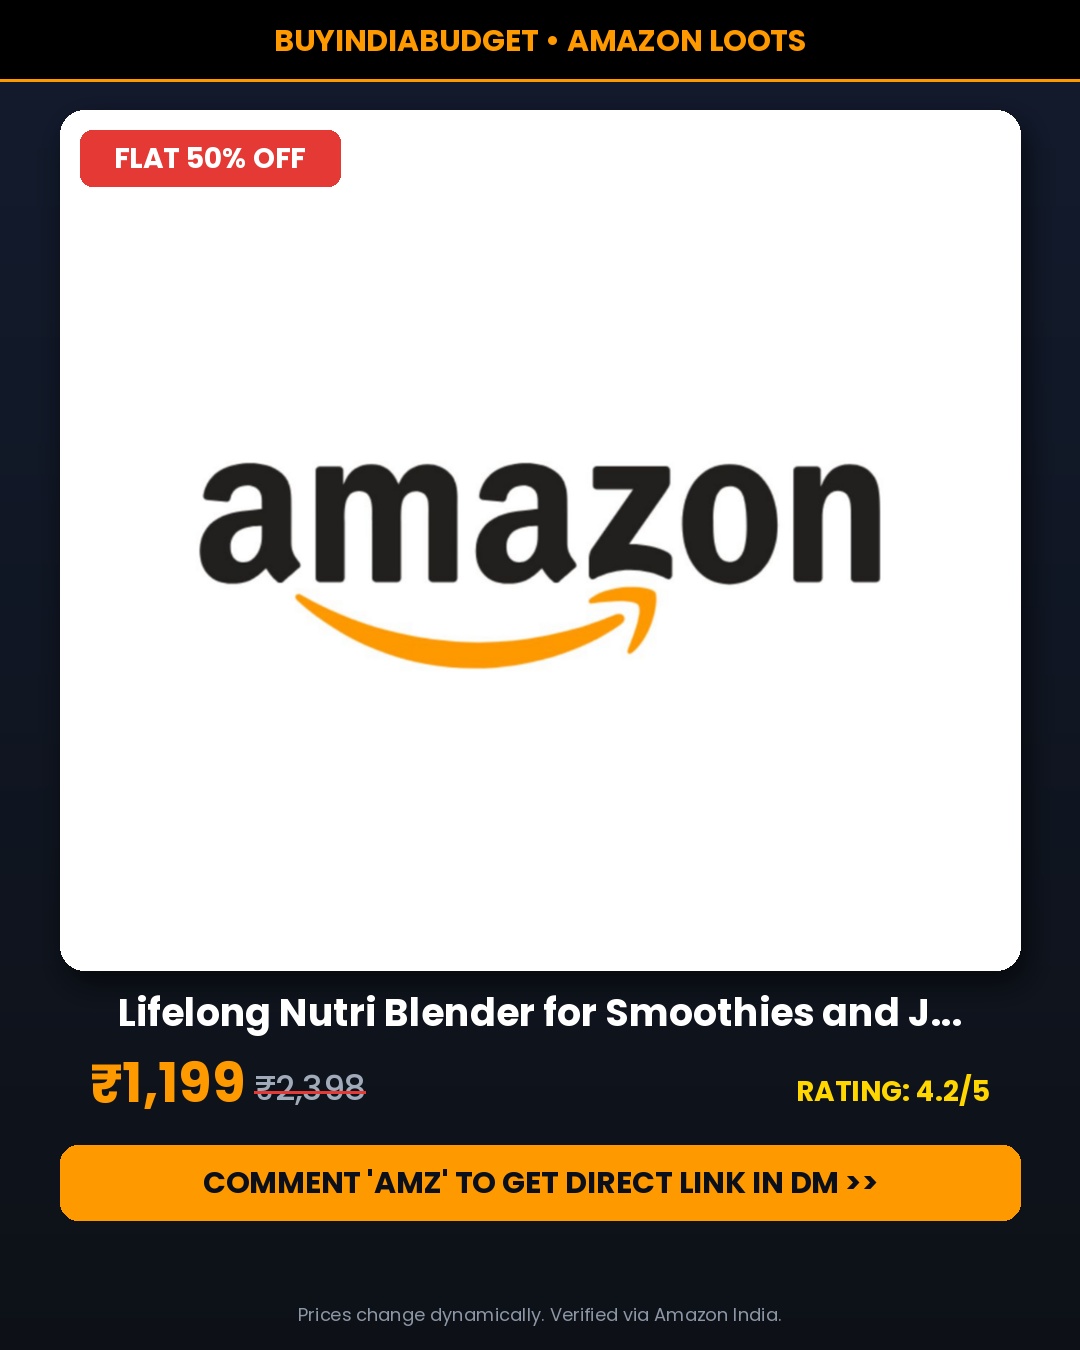 BUYINDIABUDGET • AMAZON LOOTS
FLAT 50% OFF
amazon
Lifelong Nutri Blender for Smoothies and J...
₹1,199 ₹2,398
RATING: 4.2/5
COMMENT 'AMZ' TO GET DIRECT LINK IN DM >>
Prices change dynamically. Verified via Amazon India.